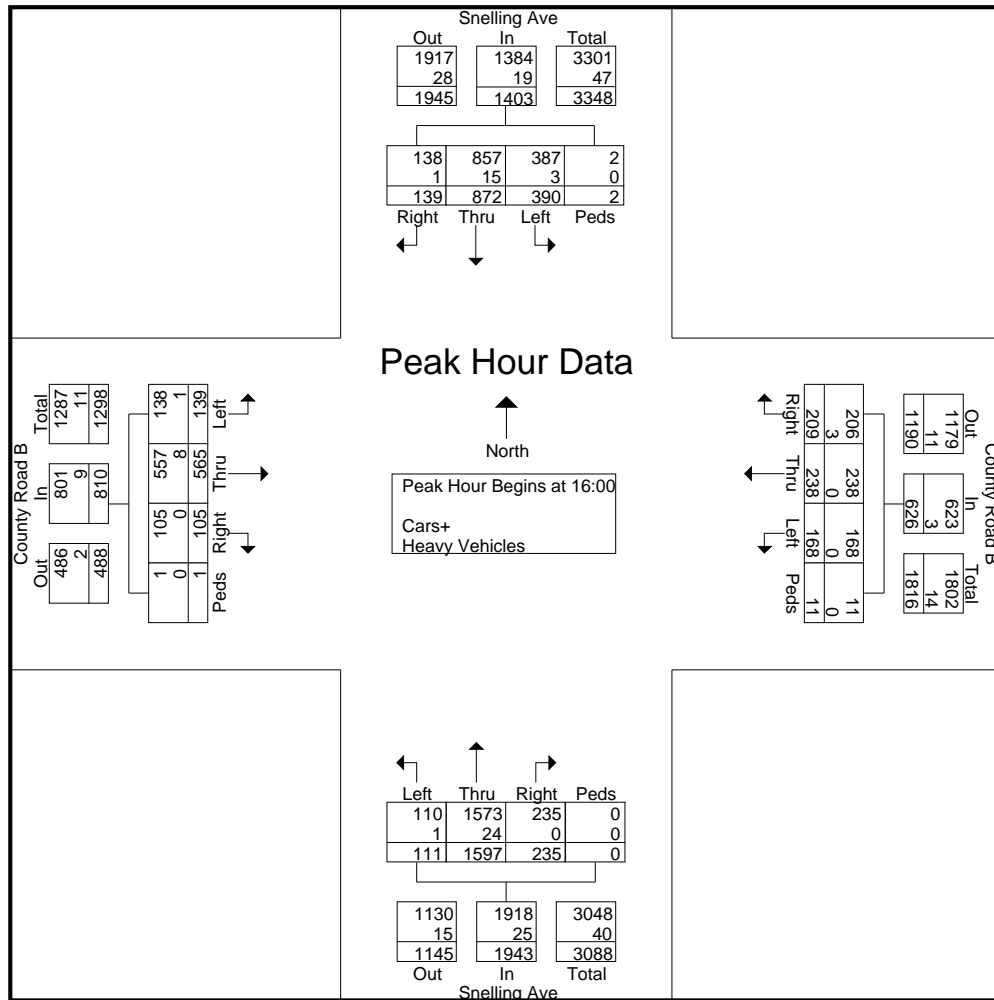 Snelling Ave
Out In Total
1917 1384 3301
28 19 47
1945 1403 3348
138 857 387 2
1 15 3 0
139 872 390 2
Right Thru Left Peds
Peak Hour Data
North
Peak Hour Begins at 16:00
Cars+
Heavy Vehicles
County Road B
Out In Total
486 801 1287
2 9 11
488 810 1298
1 105 557 138
0 0 8 1
1 105 565 139
Peds Right Thru Left
County Road B
Out In Total
1179 623 1802
11 3 14
1190 626 1816
206 238 168 11
3 0 0 0
209 238 168 11
Right Thru Left Peds
Left Thru Right Peds
110 1573 235 0
1 24 0 0
111 1597 235 0
1130 1918 3048
15 25 40
1145 1943 3088
Out In Total
Snelling Ave